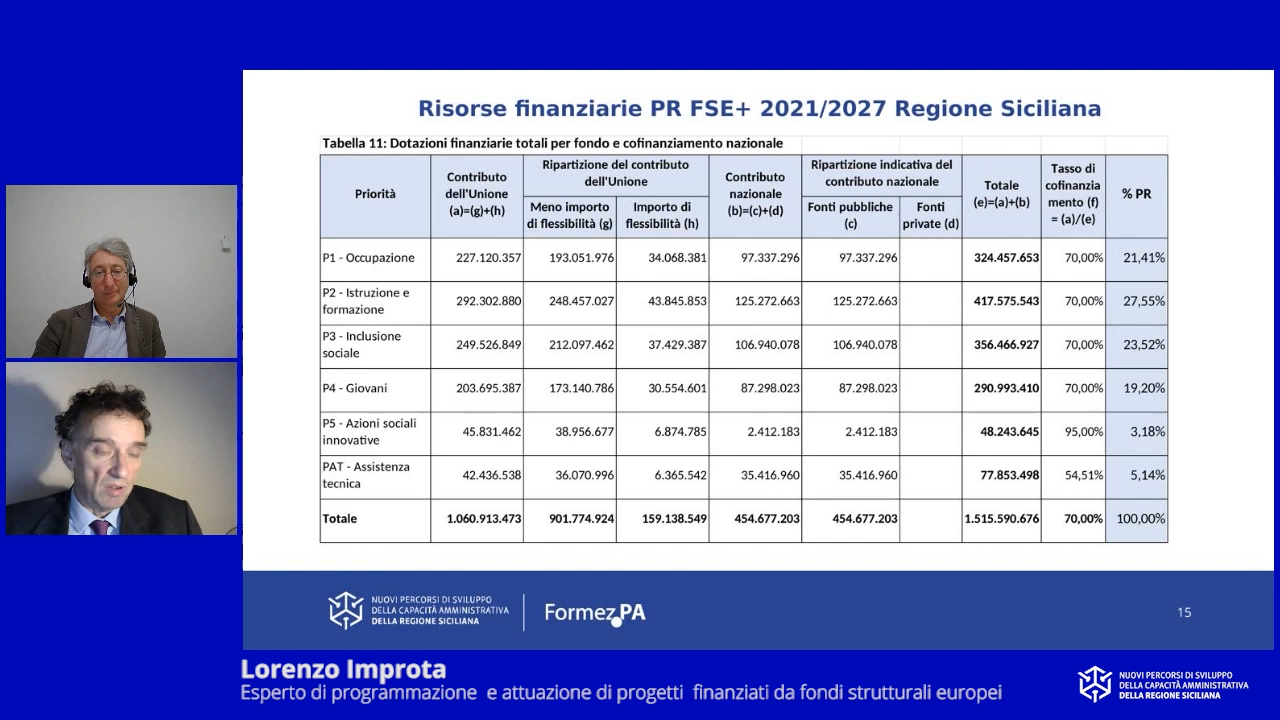 Risorse finanziarie PR FSE+ 2021/2027 Regione Siciliana
Tabella 11: Dotazioni finanziarie totali per fondo e cofinanziamento nazionale
Priorità
Contributo
dell'Unione
(a)=(g)+(h)
Ripartizione del contributo
dell'Unione
Meno importo
di flessibilità (g)
Importo di
flessibilità (h)
Contributo
nazionale
(b)=(c)+(d)
Ripartizione indicativa del
contributo nazionale
Fonti pubbliche
(c)
Fonti
private (d)
Totale
(e)=(a)+(b)
Tasso di
cofinanzia
mento (f)
= (a)/(e)
% PR
P1 - Occupazione 227.120.357 193.051.976 34.068.381 97.337.296 97.337.296 324.457.653 70,00% 21,41%
P2 - Istruzione e
formazione 292.302.880 248.457.027 43.845.853 125.272.663 125.272.663 417.575.543 70,00% 27,55%
P3 - Inclusione
sociale 249.526.849 212.097.462 37.429.387 106.940.078 106.940.078 356.466.927 70,00% 23,52%
P4 - Giovani 203.695.387 173.140.786 30.554.601 87.298.023 87.298.023 290.993.410 70,00% 19,20%
P5 - Azioni sociali
innovative 45.831.462 38.956.677 6.874.785 2.412.183 2.412.183 48.243.645 95,00% 3,18%
PAT - Assistenza
tecnica 42.436.538 36.070.996 6.365.542 35.416.960 35.416.960 77.853.498 54,51% 5,14%
Totale 1.060.913.473 901.774.924 159.138.549 454.677.203 454.677.203 1.515.590.676 70,00% 100,00%
NUOVI PERCORSI DI SVILUPPO
DELLA CAPACITÀ AMMINISTRATIVA
DELLA REGIONE SICILIANA
Formez.PA
15
Lorenzo Improta
Esperto di programmazione e attuazione di progetti finanziati da fondi strutturali europei
NUOVI PERCORSI DI SVILUPPO
DELLA CAPACITÀ AMMINISTRATIVA
DELLA REGIONE SICILIANA